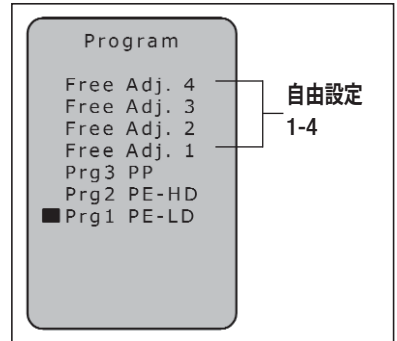 Program
Free Adj. 4
Free Adj. 3
Free Adj. 2
Free Adj. 1
Prg3 PP
Prg2 PE-HD
Prg1 PE-LD
自由設定
1-4